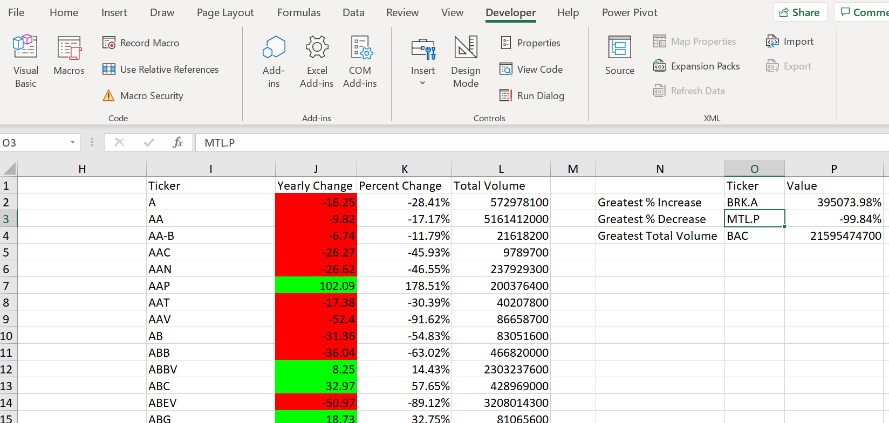 File Home Insert Draw Page Layout Formulas Data Review View Developer Help Power Pivot Share
Visual Basic
Macros
Record Macro
Use Relative References
Macro Security
Code
Add-ins
Excel Add-ins
COM Add-ins
Add-ins
Insert
Design Mode
Properties
View Code
Run Dialog
Controls
Source
Map Properties
Expansion Packs
Refresh Data
Import
Export
XML
O3 fx MTL.P
H I J K L M N O P
1 Ticker Yearly Change Percent Change Total Volume Ticker Value
2 A -16.25 -28.41% 572978100 Greatest % Increase BRK.A 395073.98%
3 AA -9.82 -17.17% 5161412000 Greatest % Decrease MTL.P -99.84%
4 AA-B -6.74 -11.79% 21618200 Greatest Total Volume BAC 21595474700
5 AAC -26.27 -45.93% 9789700
6 AAN -26.62 -46.55% 237929300
7 AAP 102.09 178.51% 200376400
8 AAT -17.38 -30.39% 40207800
9 AAV -52.4 -91.62% 86658700
10 AB -31.36 -54.83% 83051600
11 ABB -36.04 -63.02% 466820000
12 ABBV 8.25 14.43% 2303237600
13 ABC 32.97 57.65% 428969000
14 ABEV -50.97 -89.12% 3208014300
15 ABG 18.73 32.75% 81065600